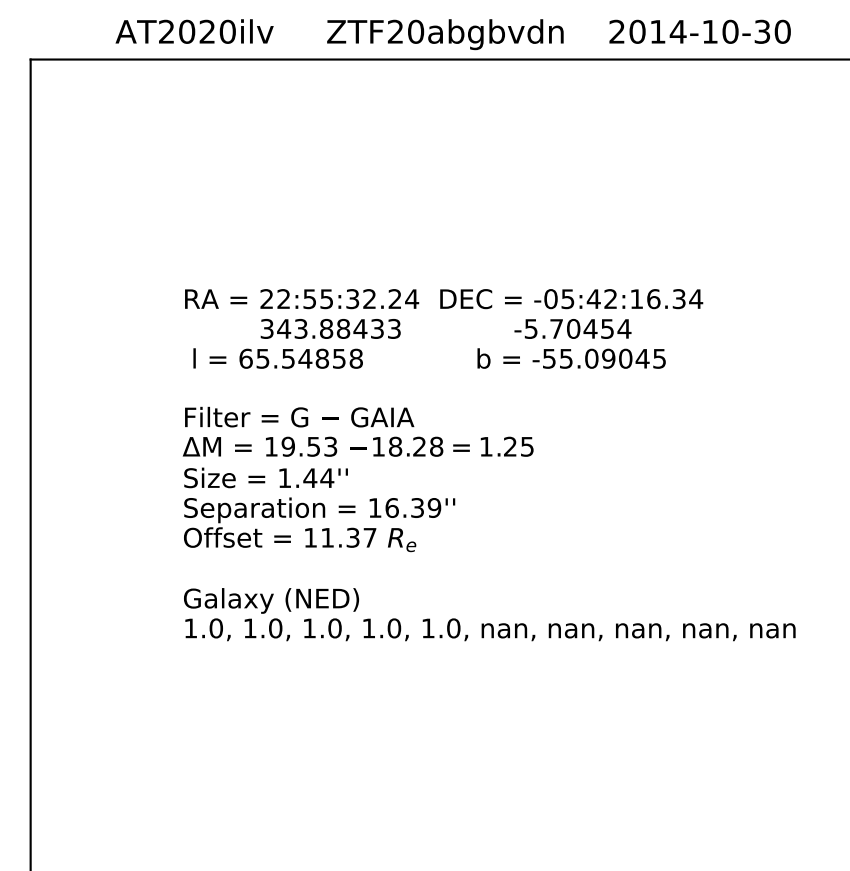 AT2020ilv ZTF20abgbvdn 2014-10-30
RA = 22:55:32.24 DEC = -05:42:16.34
343.88433 -5.70454
l = 65.54858 b = -55.09045
Filter = G − GAIA
ΔM = 19.53 −18.28 = 1.25
Size = 1.44''
Separation = 16.39''
Offset = 11.37 Rₑ
Galaxy (NED)
1.0, 1.0, 1.0, 1.0, 1.0, nan, nan, nan, nan, nan